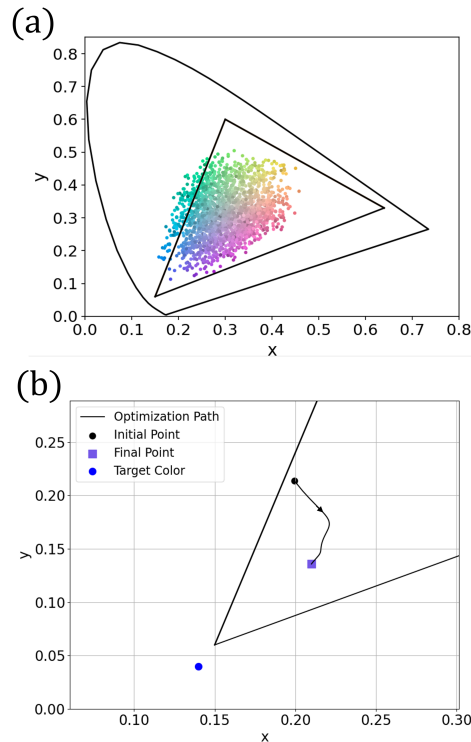 (a)
0.8
0.7
0.6
0.5
0.4
0.3
0.2
0.1
0.0
y
0.0 0.1 0.2 0.3 0.4 0.5 0.6 0.7 0.8
x
(b)
Optimization Path
Initial Point
Final Point
Target Color
0.25
0.20
0.15
0.10
0.05
0.00
y
0.10 0.15 0.20 0.25 0.30
x